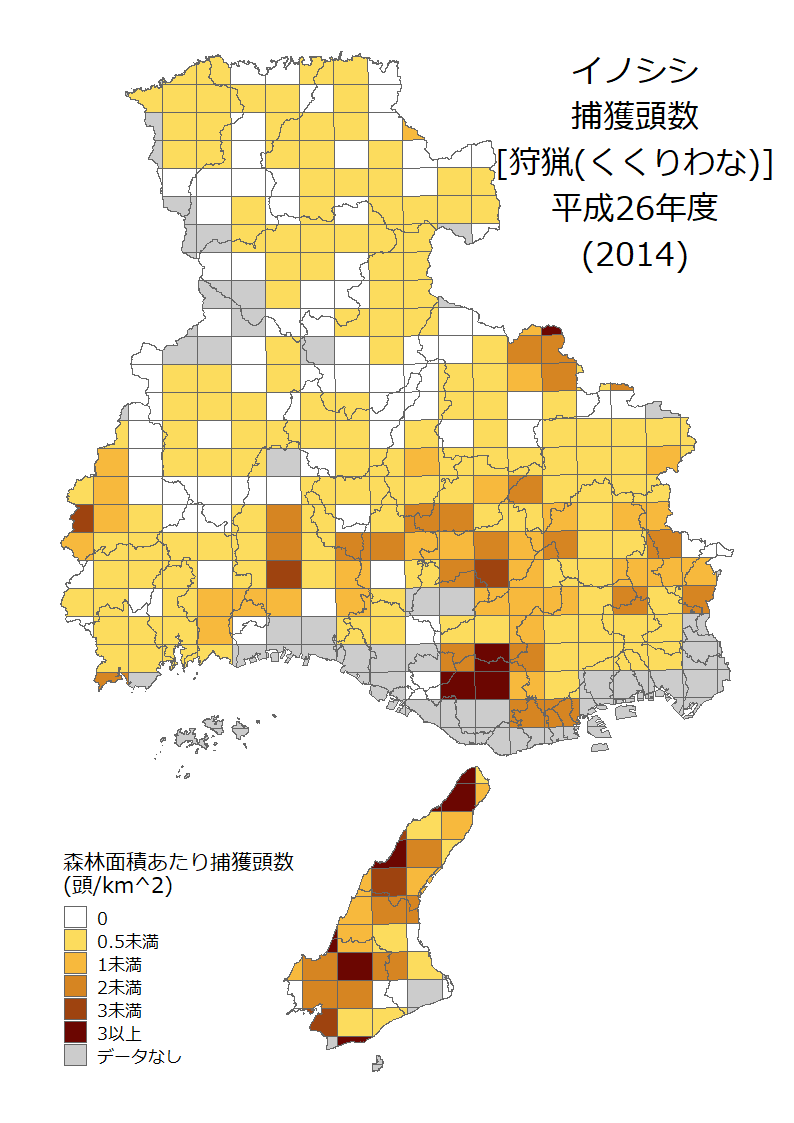 イノシシ
捕獲頭数
[狩猟(くくりわな)]
平成26年度
(2014)
森林面積あたり捕獲頭数
(頭/km^2)
0
0.5未満
1未満
2未満
3未満
3以上
データなし